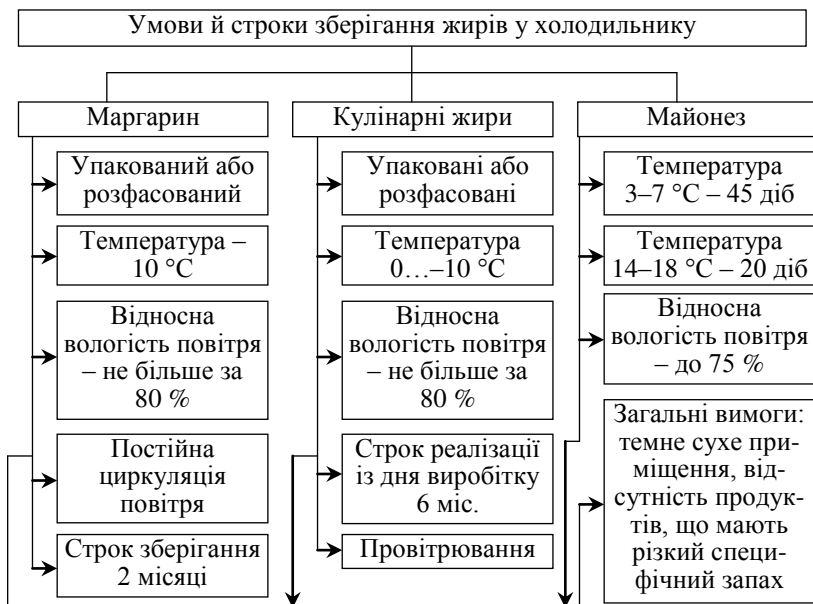 Умови й строки зберігання жирів у холодильнику
Маргарин
Упакований або
розфасований
Температура –
10 °С
Відносна
вологість повітря
– не більше за
80 %
Постійна
циркуляція
повітря
Строк зберігання
2 місяці
Кулінарні жири
Упаковані або
розфасовані
Температура
0…–10 °С
Відносна
вологість повітря
– не більше за
80 %
Строк реалізації
із дня виробітку
6 міс.
Провітрювання
Майонез
Температура
3–7 °С – 45 діб
Температура
14–18 °С – 20 діб
Відносна
вологість повітря
– до 75 %
Загальні вимоги:
темне сухе при-
міщення, від-
сутність продук-
тів, що мають
різкий специ-
фічний запах